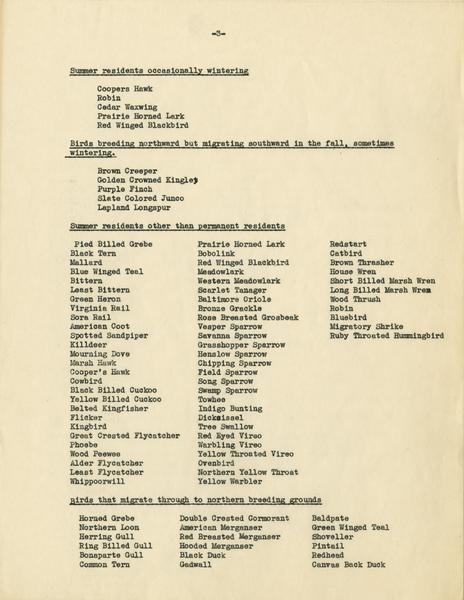 -3-
Summer residents occasionally wintering
Coopers Hawk
Robin
Cedar Waxwing
Prairie Horned Lark
Red Winged Blackbird
Birds breeding northward but migrating southward in the fall, sometimes
wintering.
Brown Creeper
Golden Crowned Kinglet
Purple Finch
Slate Colored Junco
Lapland Longspur
Summer residents other than permanent residents
Pied Billed Grebe
Black Tern
Mallard
Blue Winged Teal
Bittern
Least Bittern
Green Heron
Virginia Rail
Sora Rail
American Coot
Spotted Sandpiper
Killdeer
Mourning Dove
Marsh Hawk
Cooper's Hawk
Cowbird
Black Billed Cuckoo
Yellow Billed Cuckoo
Belted Kingfisher
Flicker
Kingbird
Great Crested Flycatcher
Phoebe
Wood Peewee
Alder Flycatcher
Least Flycatcher
Whippoorwill
Prairie Horned Lark
Bobolink
Red Winged Blackbird
Meadowlark
Western Meadowlark
Scarlet Tanager
Baltimore Oriole
Bronze Grackle
Rose Breasted Grosbeak
Vesper Sparrow
Savanna Sparrow
Grasshopper Sparrow
Henslow Sparrow
Chipping Sparrow
Field Sparrow
Song Sparrow
Swamp Sparrow
Towhee
Indigo Bunting
Dickcissel
Tree Swallow
Red Eyed Vireo
Warbling Vireo
Yellow Throated Vireo
Ovenbird
Northern Yellow Throat
Yellow Warbler
Redstart
Catbird
Brown Thrasher
House Wren
Short Billed Marsh Wren
Long Billed Marsh Wren
Wood Thrush
Robin
Bluebird
Migratory Shrike
Ruby Throated Hummingbird
Birds that migrate through to northern breeding grounds
Horned Grebe
Northern Loon
Herring Gull
Ring Billed Gull
Bonaparte Gull
Common Tern
Double Crested Cormorant
American Merganser
Red Breasted Merganser
Hooded Merganser
Black Duck
Gadwall
Baldpate
Green Winged Teal
Shoveller
Pintail
Redhead
Canvas Back Duck